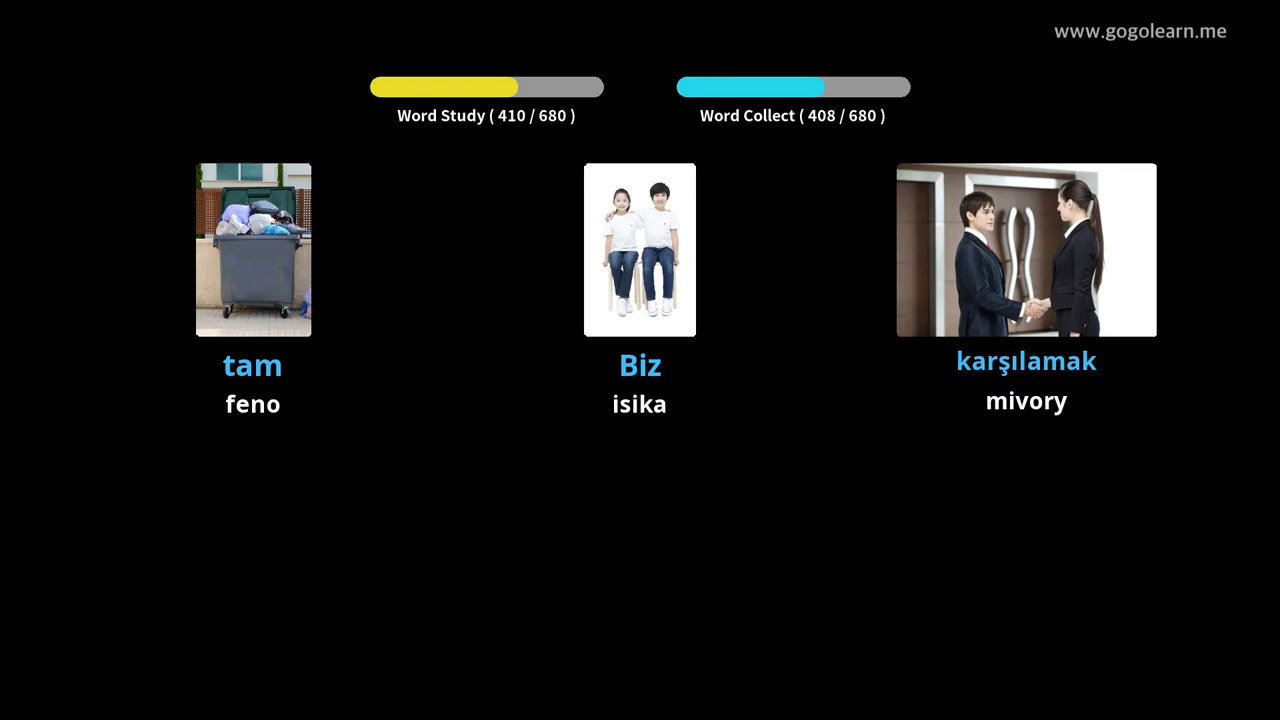 www.gogolearn.me
Word Study ( 410 / 680 )
Word Collect ( 408 / 680 )
tam
feno
Biz
isika
karşılamak
mivory